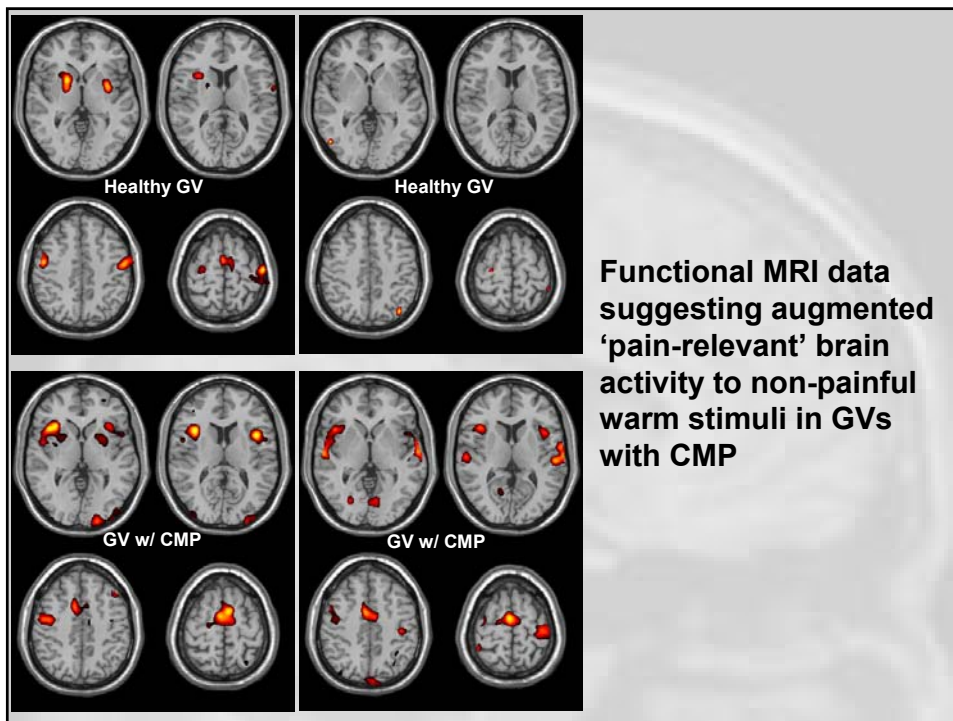 Healthy GV
Healthy GV
GV w/ CMP
GV w/ CMP
Functional MRI data
suggesting augmented
‘pain-relevant’ brain
activity to non-painful
warm stimuli in GVs
with CMP